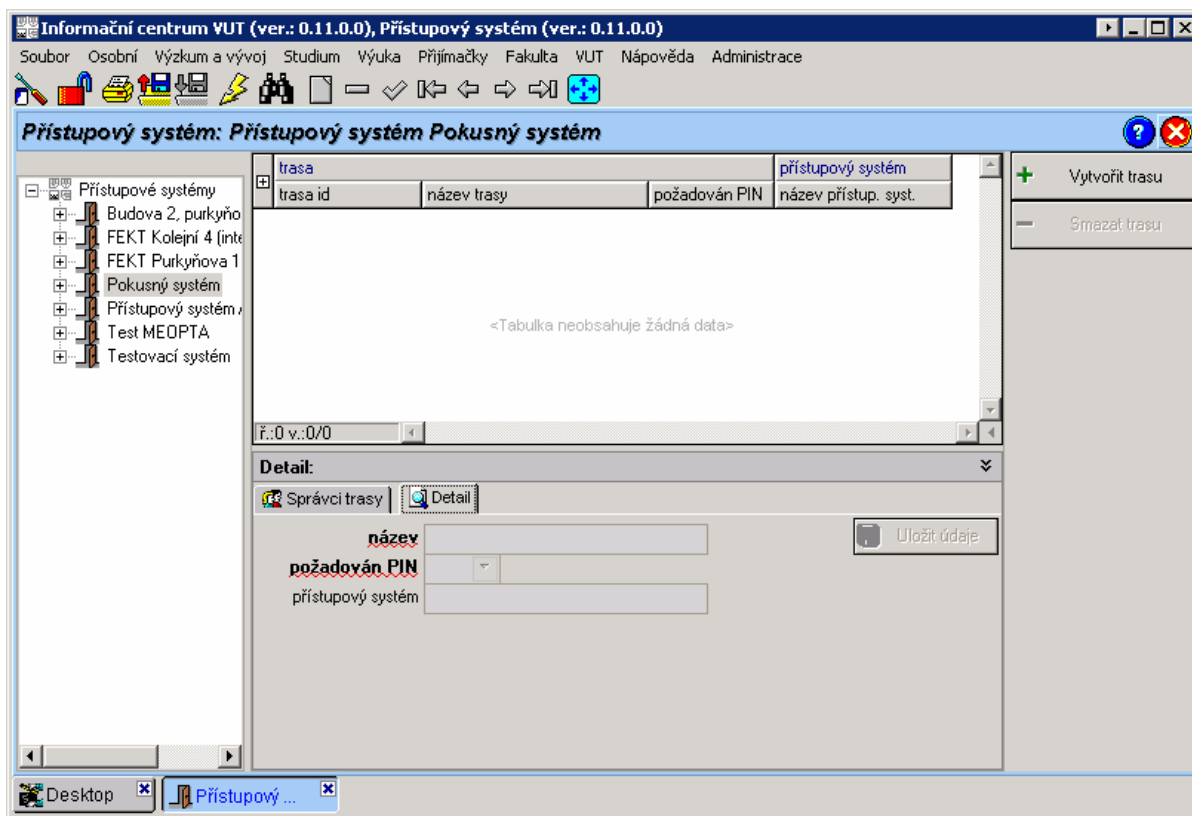 Informační centrum VUT (ver.: 0.11.0.0), Přístupový systém (ver.: 0.11.0.0)
Soubor Osobní Výzkum a vývoj Studium Výuka Přijímačky Fakulta VUT Nápověda Administrace
Přístupový systém: Přístupový systém Pokusný systém
Přístupové systémy
Budova 2, purkyňo
FEKT Kolejní 4 (inte
FEKT Purkyňova 1
Pokusný systém
Přístupový systém
Test MEOPTA
Testovací systém
trasa přístupový systém
trasa id název trasy požadován PIN název přístup. syst.
<Tabulka neobsahuje žádná data>
ř.:0 v.:0/0
Vytvořit trasu
Smazat trasu
Detail:
Správci trasy Detail
název
Uložit údaje
požadován PIN
přístupový systém
Desktop Přístupový ...